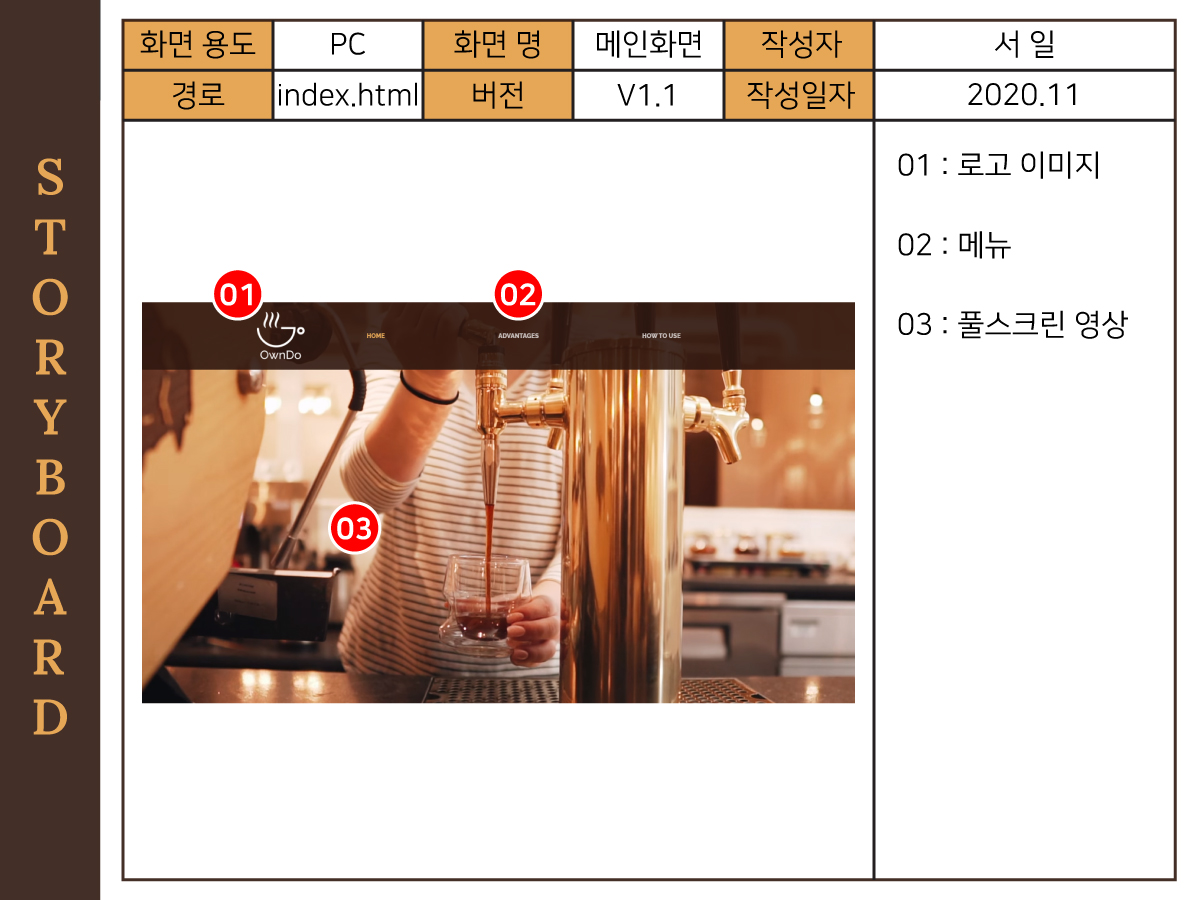 STORYBOARD
화면 용도 PC 화면 명 메인화면 작성자 서 일
경로 index.html 버전 V1.1 작성일자 2020.11
01 : 로고 이미지
02 : 메뉴
03 : 풀스크린 영상
01 02
OwnDo HOME ADVANTAGES HOW TO USE
03